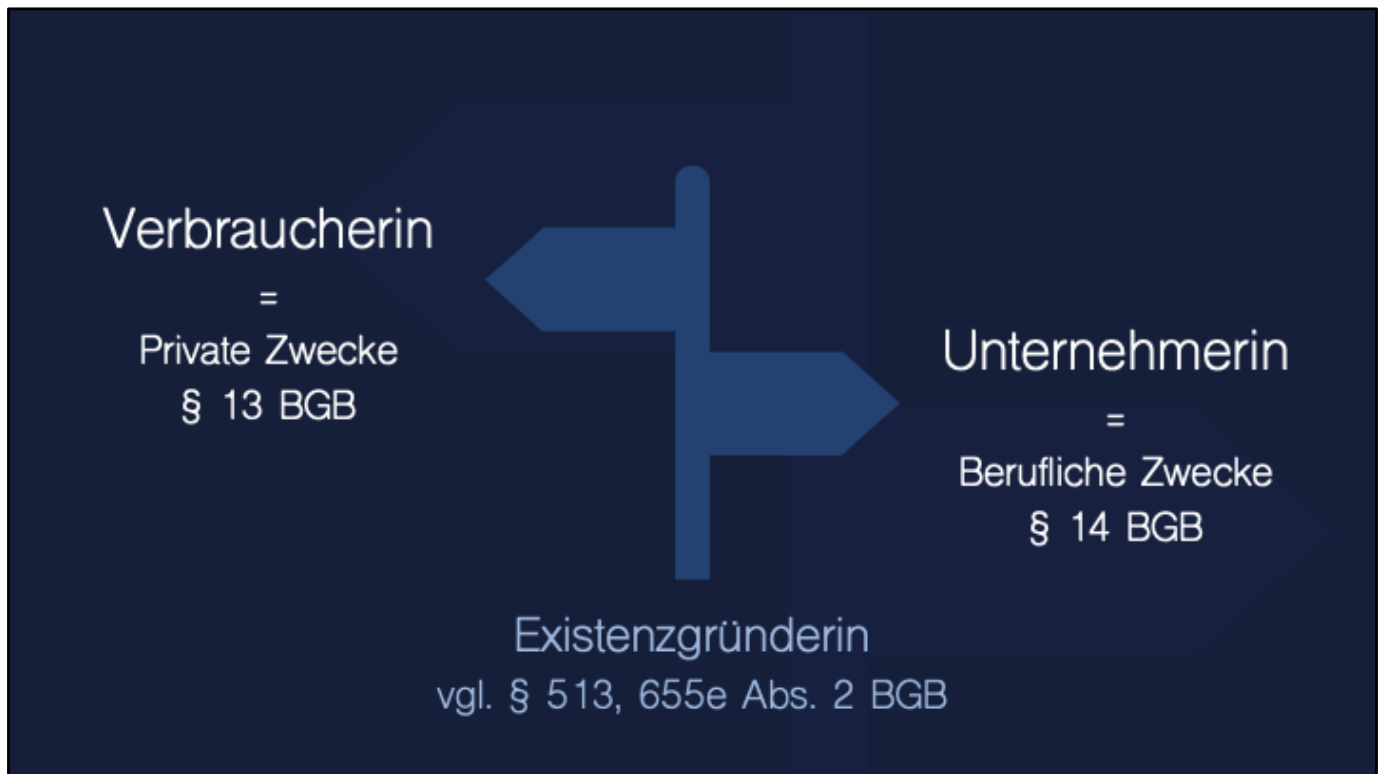 Verbraucherin
=
Private Zwecke
§ 13 BGB
Unternehmerin
=
Berufliche Zwecke
§ 14 BGB
Existenzgründerin
vgl. § 513, 655e Abs. 2 BGB